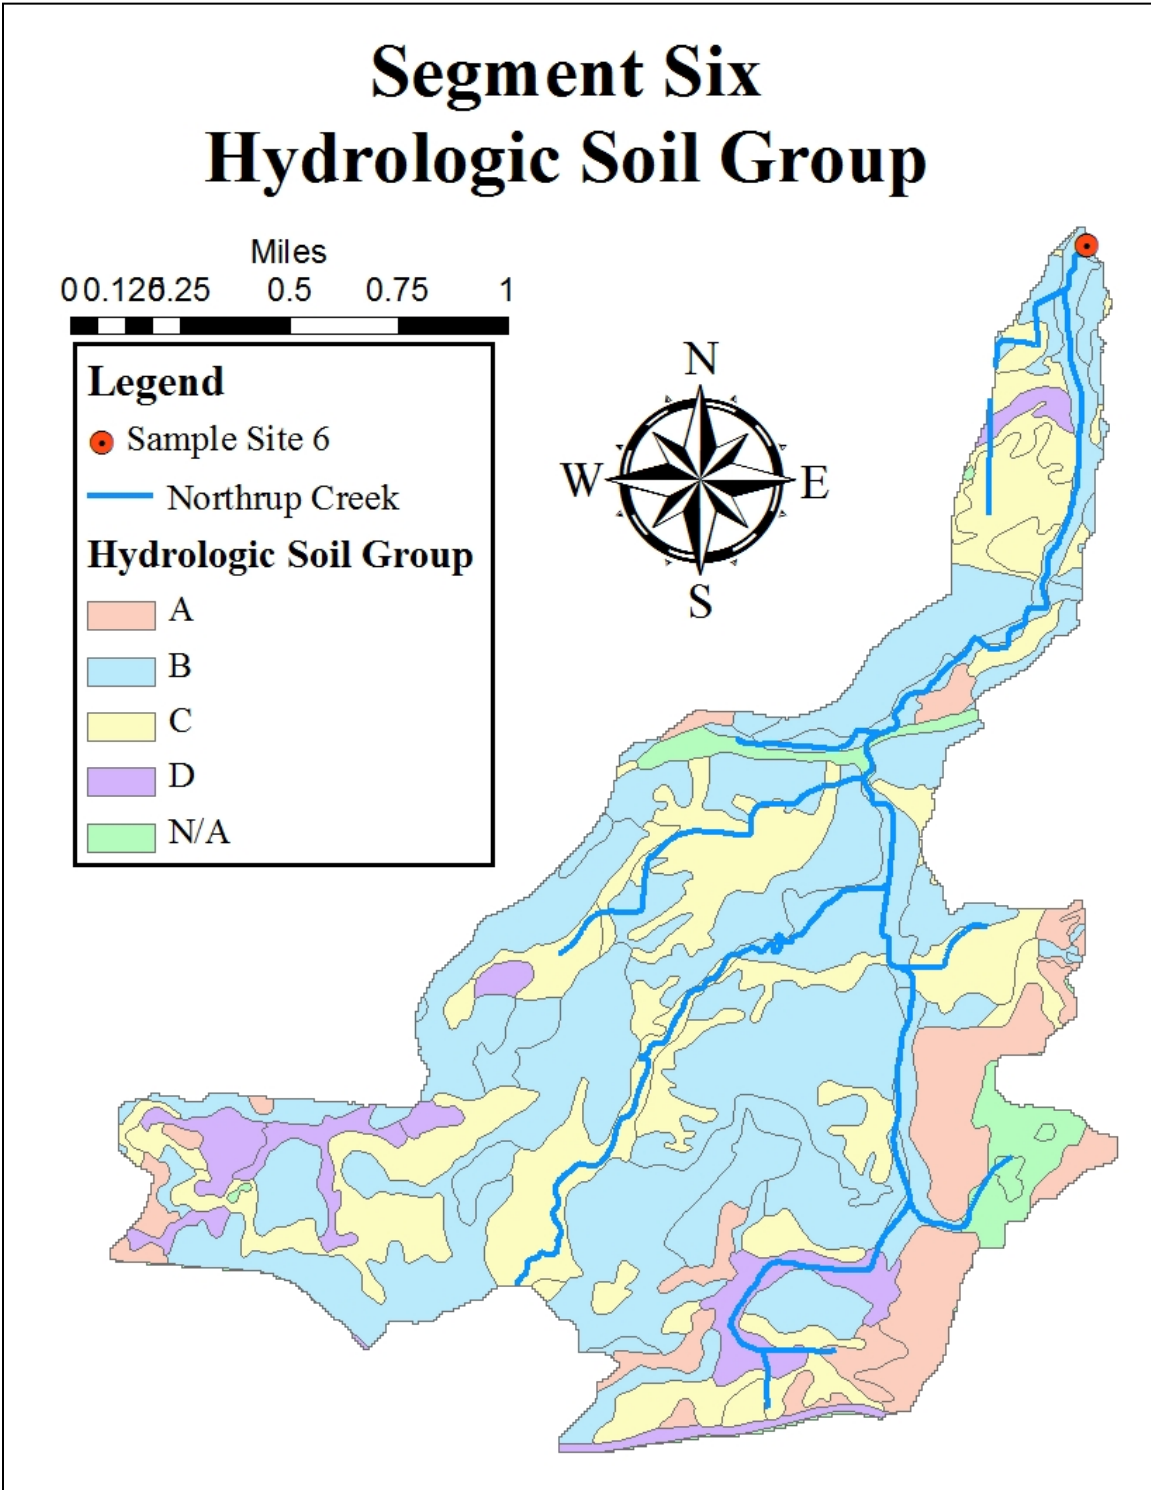 Segment Six
Hydrologic Soil Group
Miles
0 0.125 0.25 0.5 0.75 1
Legend
Sample Site 6
Northrup Creek
Hydrologic Soil Group
A
B
C
D
N/A
N
W E
S